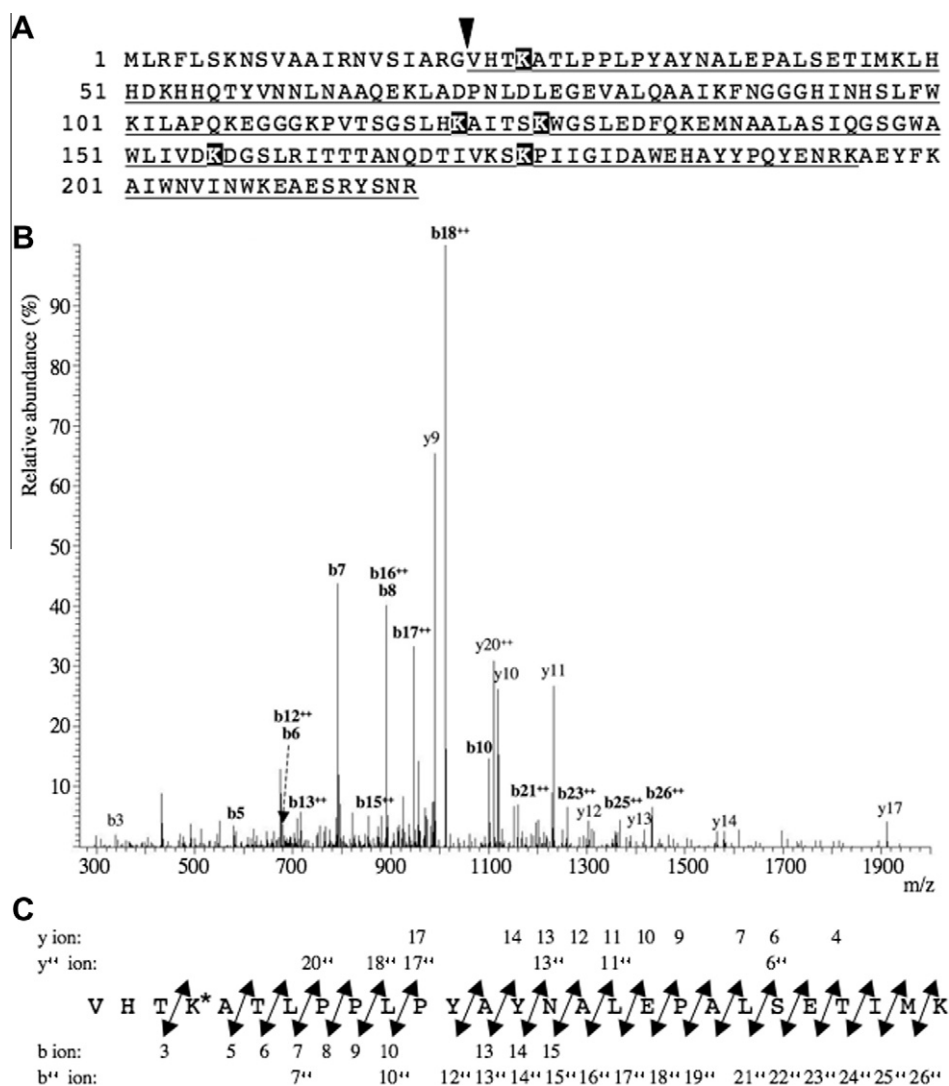 A
1 MLRFLSKNSVAAIRNVSIARGVHTKATLPPLPYAYNALEPALSETIMKLH
51 HDKHHQTYVNNLNAAQEKLADPNLDLEGEVALQAAIKFNGGGHINHSLFW
101 KILAPQKEGGGKPVTSGSLHKAITSKWGSLEDFQKEMNAALASIQGSGWA
151 WLIVDKDGSLRITTTANQDTIVKSKPIIGIDAWEHAYYPQYENRKAEYFK
201 AIWNVINWKEAESRYSNR
B
b18++
90
80
70
y9
60
50
b7
b16++
b8
40
b17++
30
y20++
y10
y11
b12++
b6
20
b10
10
b3
b5
b13++
b15++
b21++
b23++
y12
b25++
y13
b26++
y14
y17
Relative abundance (%)
300 500 700 900 1100 1300 1500 1700 1900
m/z
C
y ion: 17 14 13 12 11 10 9 7 6 4
y“ ion: 20“ 18“ 17“ 13“ 11“ 6“
V H T K* A T L P P L P Y A Y N A L E P A L S E T I M K
b ion: 3 5 6 7 8 9 10 13 14 15
b“ ion: 7“ 10“ 12“ 13“ 14“ 15“ 16“ 17“ 18“ 19“ 21“ 22“ 23“ 24“ 25“ 26“